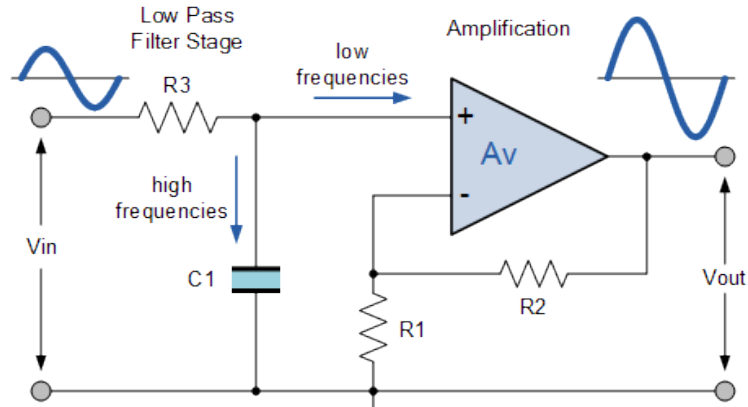 Low Pass
Filter Stage
Amplification
low
frequencies
R3
+
Av
-
high
frequencies
Vin
C1
R2
R1
Vout